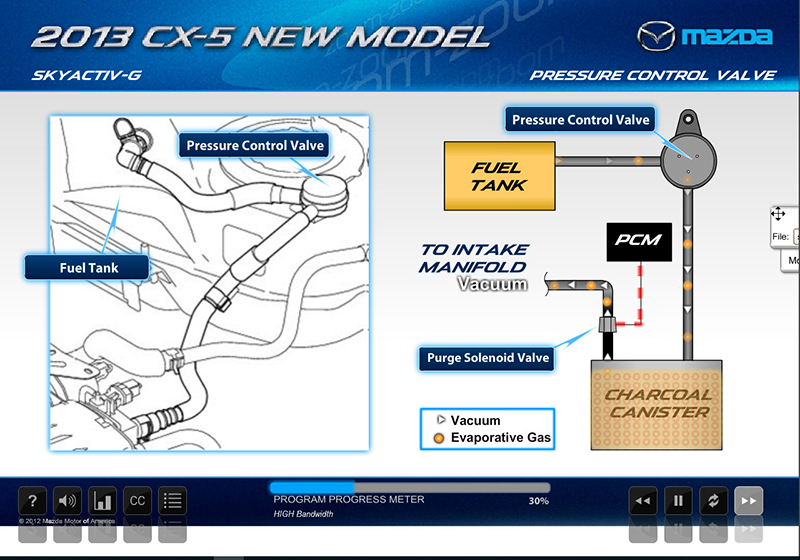 2013 CX-5 NEW MODEL
mazda
SKYACTIV-G
PRESSURE CONTROL VALVE
Pressure Control Valve
Fuel Tank
Pressure Control Valve
FUEL
TANK
PCM
TO INTAKE
MANIFOLD
Vacuum
Purge Solenoid Valve
CHARCOAL
CANISTER
Vacuum
Evaporative Gas
File:
?
CC
PROGRAM PROGRESS METER
30%
HIGH Bandwidth
© 2012 Mazda Motor of America